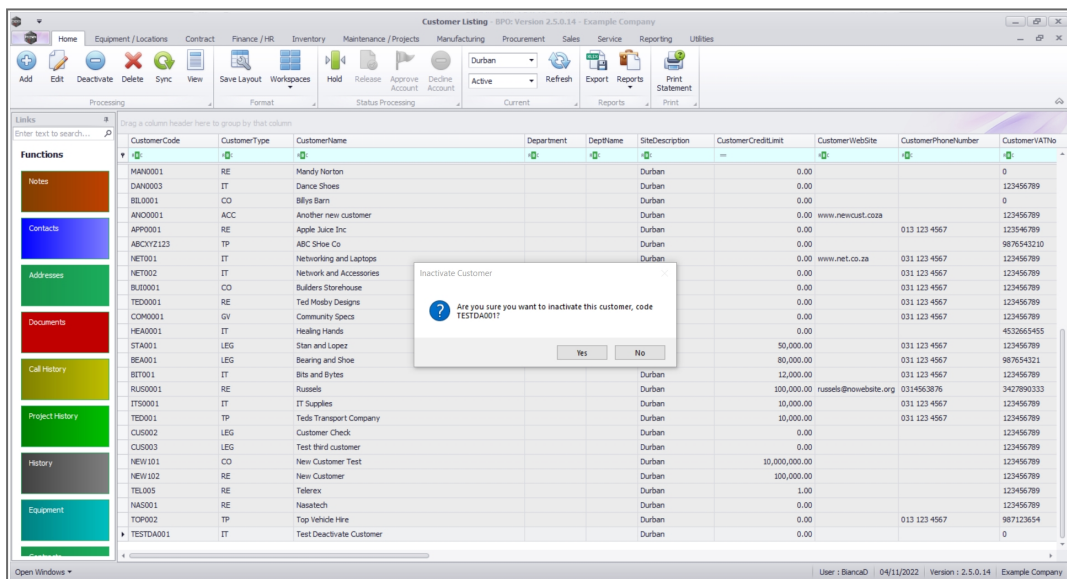 Customer Listing - BPO: Version 2.5.0.14 - Example Company
Home Equipment / Locations Contract Finance / HR Inventory Maintenance / Projects Manufacturing Procurement Sales Service Reporting Utilities
Add Edit Deactivate Delete Sync View Save Layout Workspaces Hold Release Approve Account Decline Account Durban Active Refresh Export Reports Print Statement
Processing Format Status Processing Current Reports Print
Links
Enter text to search...
Functions
Notes
Contacts
Addresses
Documents
Call History
Project History
History
Equipment
Contracts
Drag a column header here to group by that column
CustomerCode CustomerType CustomerName Department DeptName SiteDescription CustomerCreditLimit CustomerWebSite CustomerPhoneNumber CustomerVATNo
MAN0001 RE Mandy Norton Durban 0.00 0
DAN0003 IT Dance Shoes Durban 0.00 123456789
BIL0001 CO Billys Barn Durban 0.00 0
ANO0001 ACC Another new customer Durban 0.00 www.newcust.coza 123456789
APP0001 RE Apple Juice Inc Durban 0.00 013 123 4567 123546789
ABCXYZ123 TP ABC SHoe Co Durban 0.00 9876543210
NET001 IT Networking and Laptops Durban 0.00 www.net.co.za 031 123 4567 123456789
NET002 IT Network and Accessories 0.00 031 123 4567 123456789
BUI0001 CO Builders Storehouse 0.00 031 123 4567 123456789
TED0001 RE Ted Mosby Designs 0.00 031 123 4567 123456789
COM0001 GV Community Specs 0.00 031 123 4567 123456789
HEA0001 IT Healing Hands 0.00 4532665455
STA001 LEG Stan and Lopez 50,000.00 031 123 4567 123456789
BEA001 LEG Bearing and Shoe 80,000.00 031 123 4567 987654321
BIT001 IT Bits and Bytes Durban 12,000.00 031 123 4567 123456789
RUS0001 RE Russels Durban 100,000.00 russels@nowebsite.org 0314563876 3427890333
ITS0001 IT IT Supplies Durban 10,000.00 031 123 4567 123456789
TED001 TP Teds Transport Company Durban 10,000.00 031 123 4567 123456789
CUS002 LEG Customer Check Durban 0.00 123456789
CUS003 LEG Test third customer Durban 0.00 123456789
NEW101 CO New Customer Test Durban 10,000,000.00 123456789
NEW102 RE New Customer Durban 100,000.00 123456789
TEL005 RE Telerex Durban 1.00 123456789
NAS001 RE Nasatech Durban 0.00 123456789
TOP002 TP Top Vehicle Hire Durban 0.00 013 123 4567 987123654
TESTDA001 IT Test Deactivate Customer Durban 0.00 0
Inactivate Customer
Are you sure you want to inactivate this customer, code
TESTDA001?
Yes No
Open Windows User : BiancaD 04/11/2022 Version : 2.5.0.14 Example Company